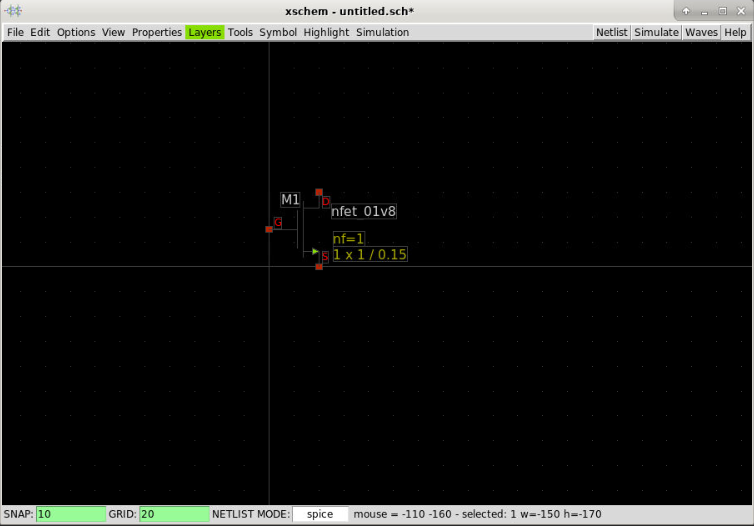 xschem - untitled.sch*
File Edit Options View Properties Layers Tools Symbol Highlight Simulation Netlist Simulate Waves Help
M1
D
nfet_01v8
G
nf=1
S
1 x 1 / 0.15
SNAP: 10 GRID: 20 NETLIST MODE: spice mouse = -110 -160 - selected: 1 w=-150 h=-170